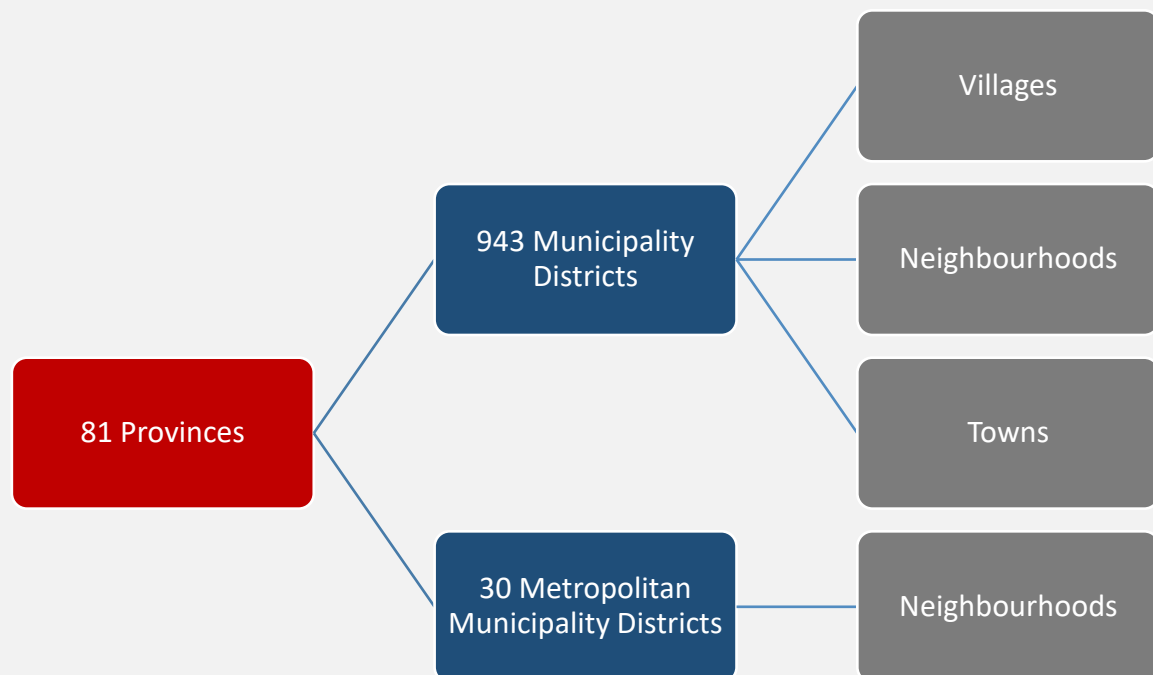 81 Provinces
943 Municipality
Districts
Villages
Neighbourhoods
Towns
30 Metropolitan
Municipality Districts
Neighbourhoods